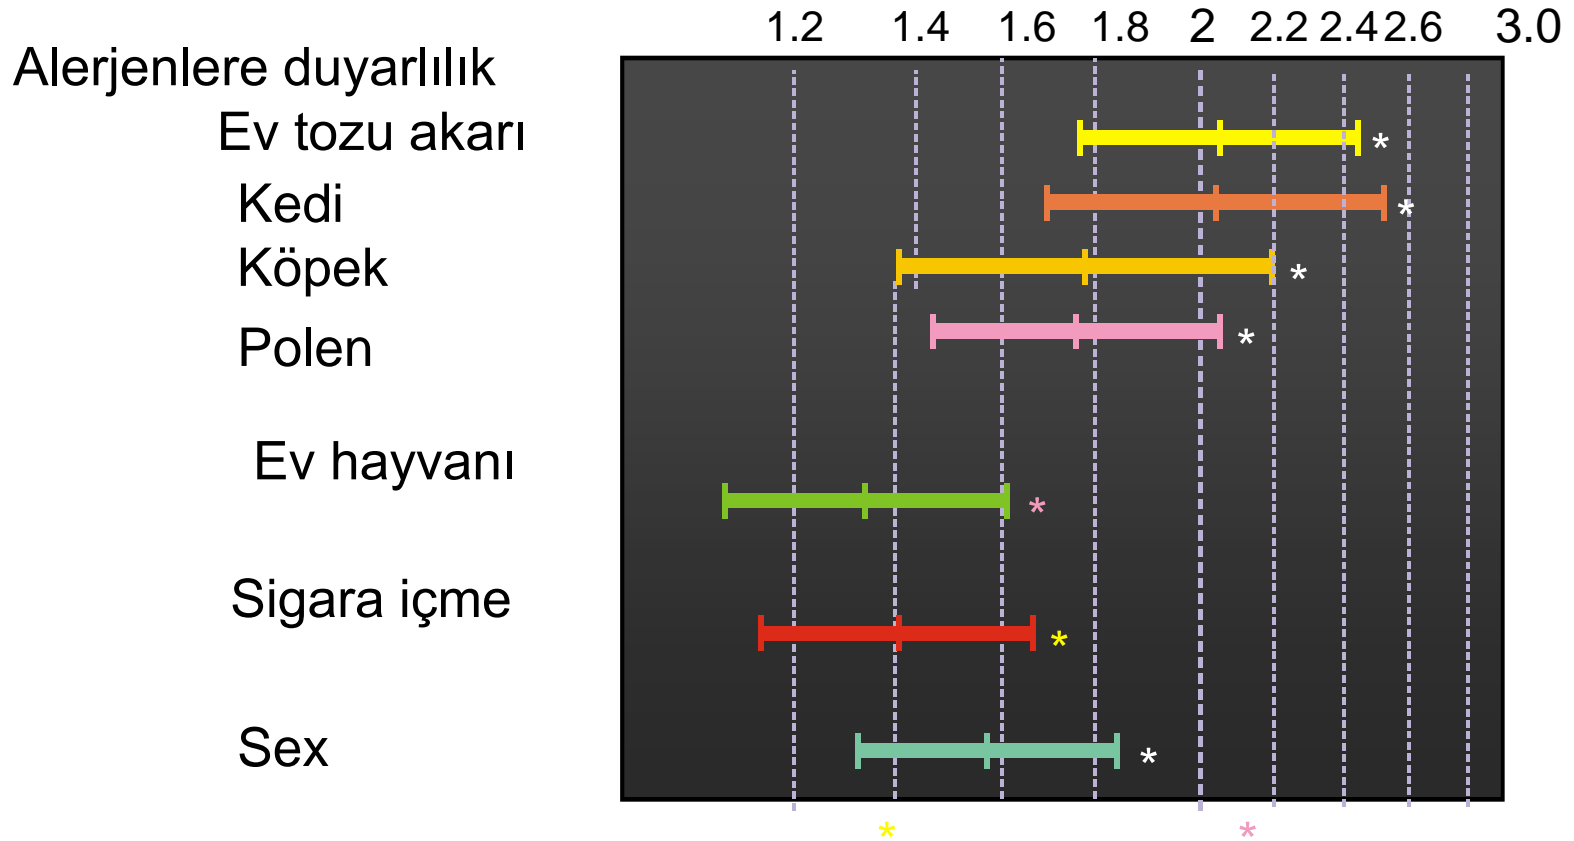 1.2 1.4 1.6 1.8 2 2.2 2.4 2.6 3.0
Alerjenlere duyarlılık
Ev tozu akarı
*
Kedi
*
Köpek
*
Polen
*
Ev hayvanı
*
Sigara içme
*
Sex
*
* *